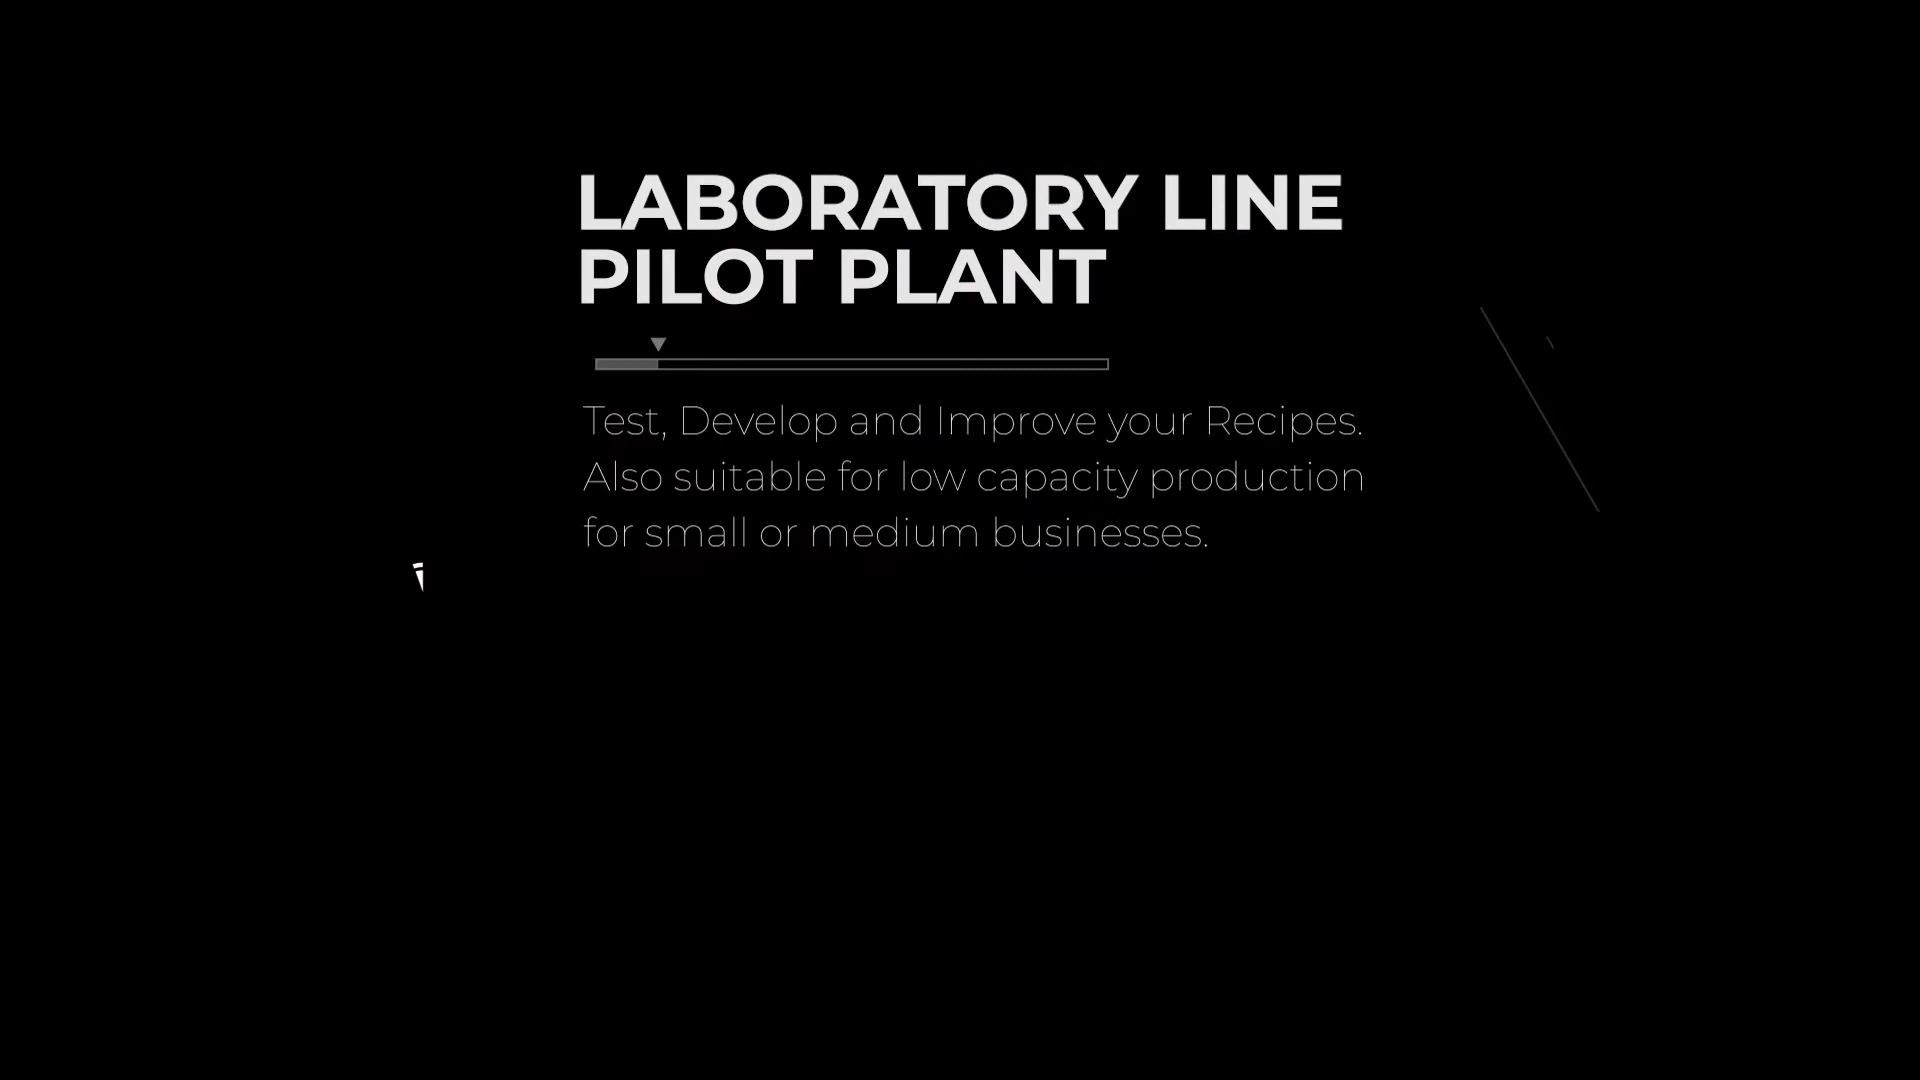 LABORATORY LINE
PILOT PLANT
Test, Develop and Improve your Recipes.
Also suitable for low capacity production
for small or medium businesses.